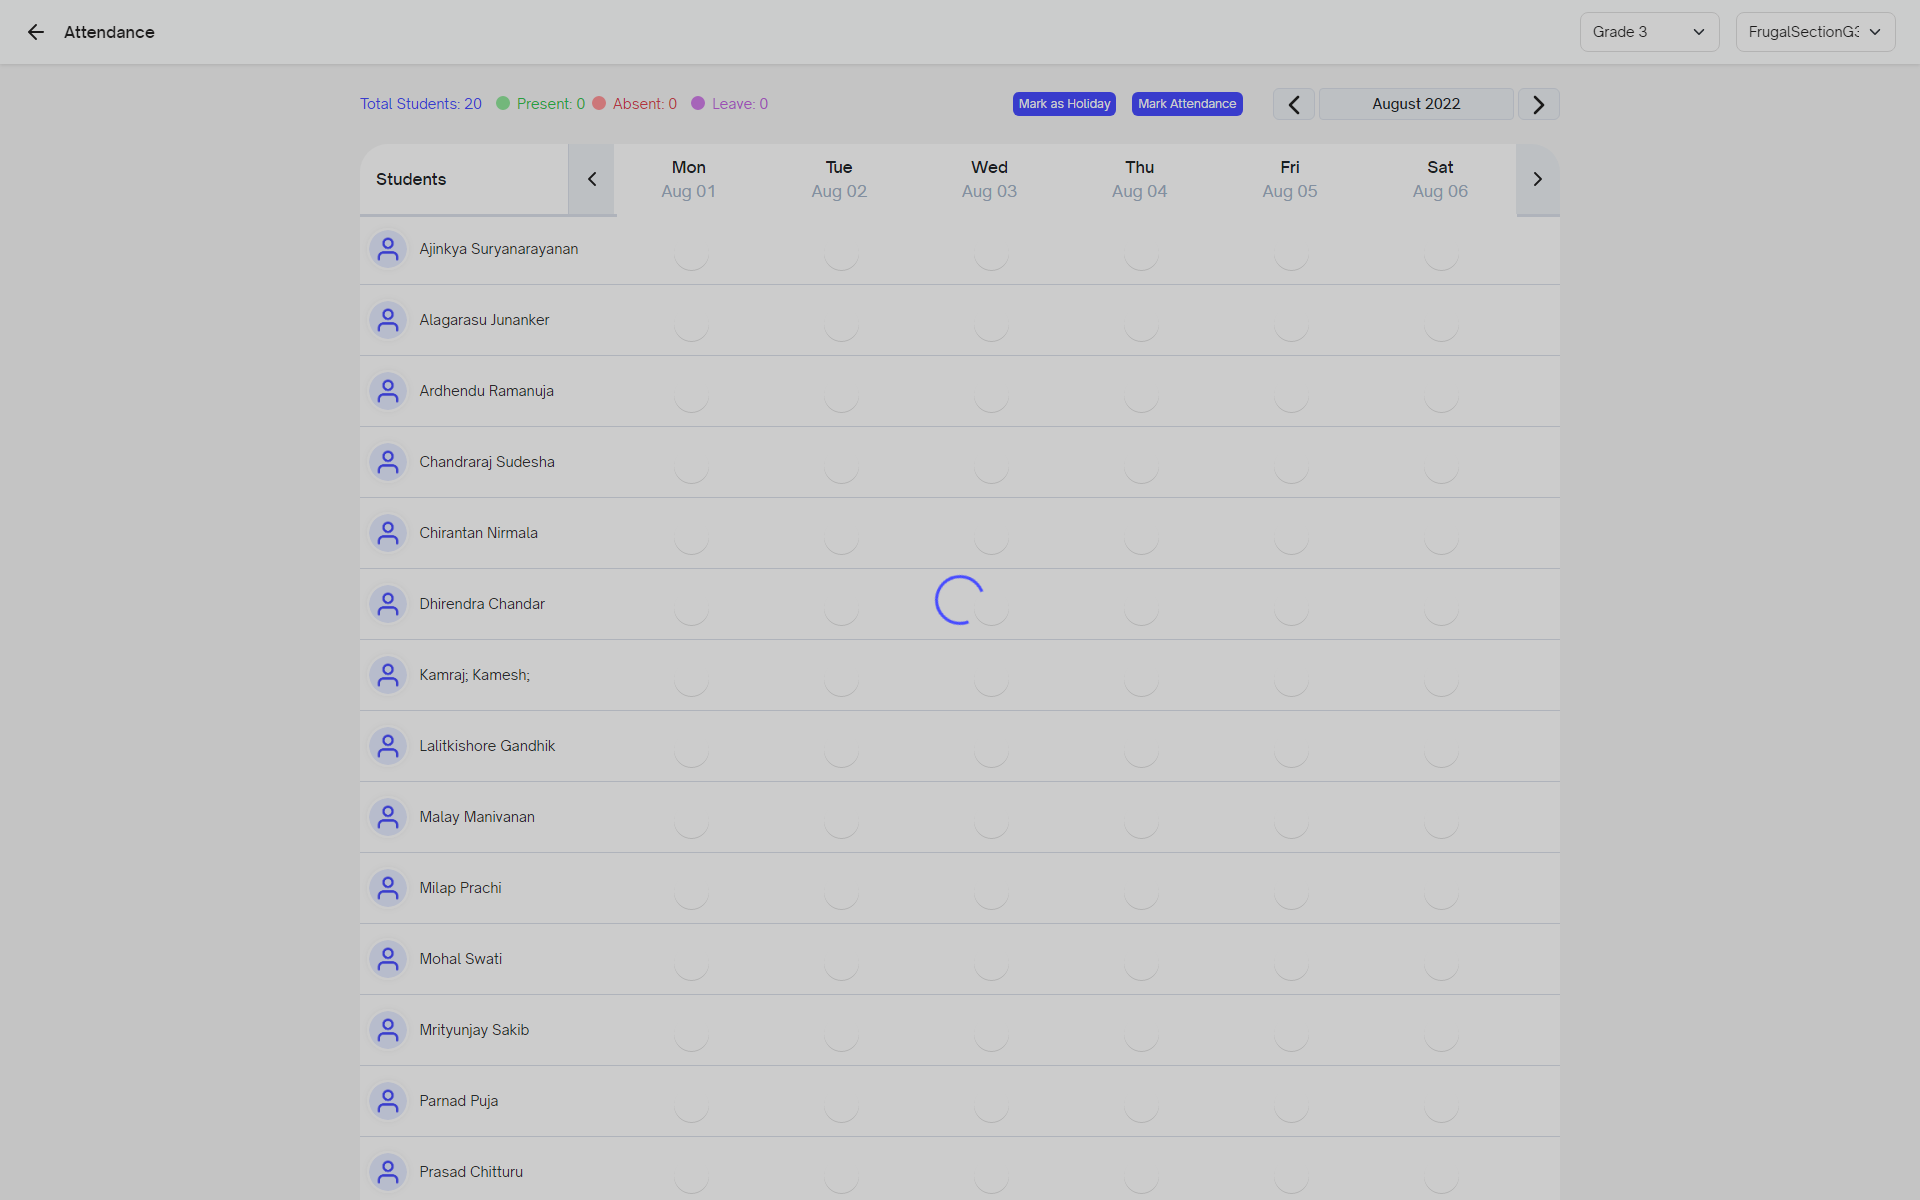 Attendance
Grade 3
FrugalSectionG3
Total Students: 20 Present: 0 Absent: 0 Leave: 0
Mark as Holiday Mark Attendance August 2022
Students Mon Tue Wed Thu Fri Sat
Aug 01 Aug 02 Aug 03 Aug 04 Aug 05 Aug 06
Ajinkya Suryanarayanan
Alagarasu Junanker
Ardhendu Ramanuja
Chandraraj Sudesha
Chirantan Nirmala
Dhirendra Chandar
Kamraj; Kamesh;
Lalitkishore Gandhik
Malay Manivanan
Milap Prachi
Mohal Swati
Mrityunjay Sakib
Parnad Puja
Prasad Chitturu